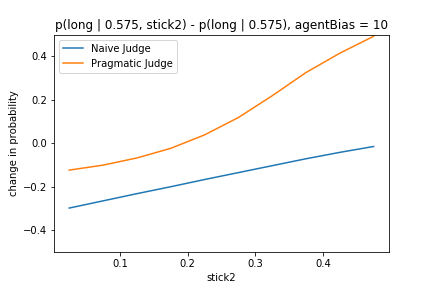 p(long | 0.575, stick2) - p(long | 0.575), agentBias = 10
Naive Judge
Pragmatic Judge
change in probability
0.4
0.2
0.0
−0.2
−0.4
0.1
0.2
0.3
0.4
stick2